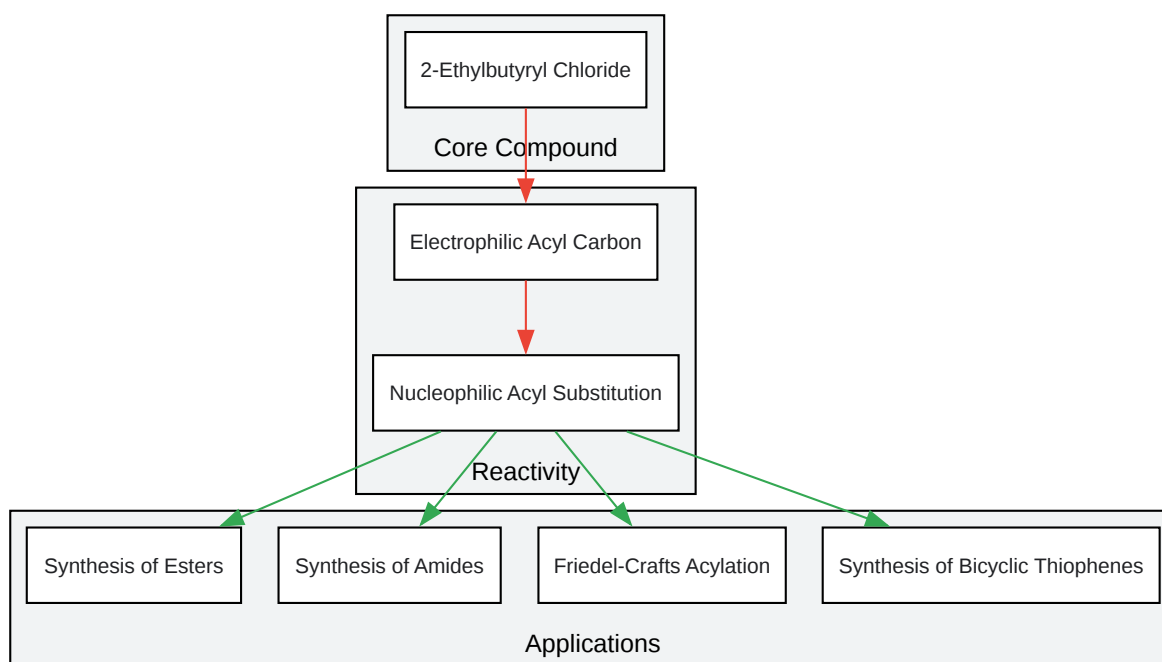 2-Ethylbutyryl Chloride
Core Compound
Electrophilic Acyl Carbon
Nucleophilic Acyl Substitution
Reactivity
Synthesis of Esters
Synthesis of Amides
Friedel-Crafts Acylation
Synthesis of Bicyclic Thiophenes
Applications